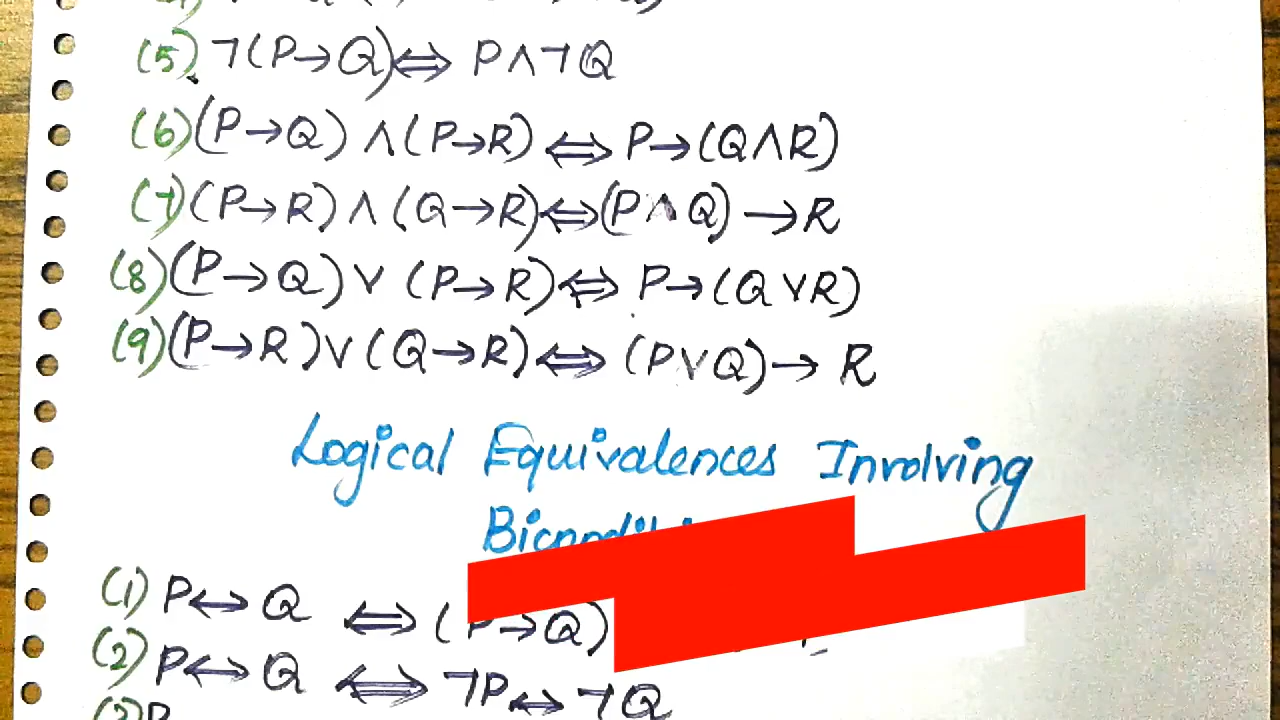 (5) ¬(P→Q)⇔ P∧¬Q
(6)(P→Q) ∧(P→R) ⇔ P→(Q∧R)
(7)(P→R) ∧ (Q→R)⇔(P∧Q) →R
(8)(P→Q) ∨ (P→R)⇔ P→(Q∨R)
(9)(P→R)∨(Q→R)⇔ (P∨Q)→ R
Logical Equivalences Involving
(1) P↔Q ⇔ (P→Q)
(2) P↔Q ⇔ ¬P↔¬Q